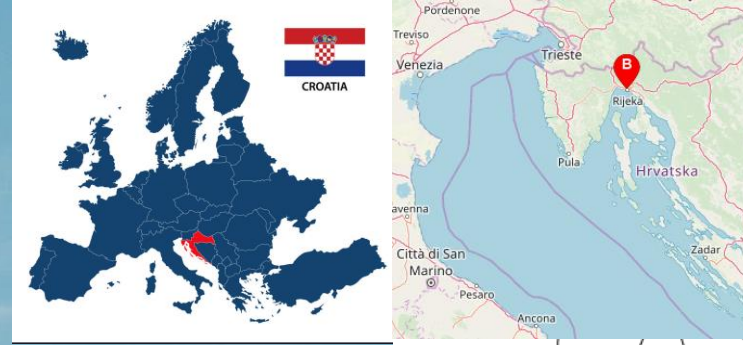 CROATIA
Pordenone
Treviso
Venezia
Trieste
B
Rijeka
Pula
Hrvatska
avenna
Città di San
Marino
Zadar
Pesaro
Ancona